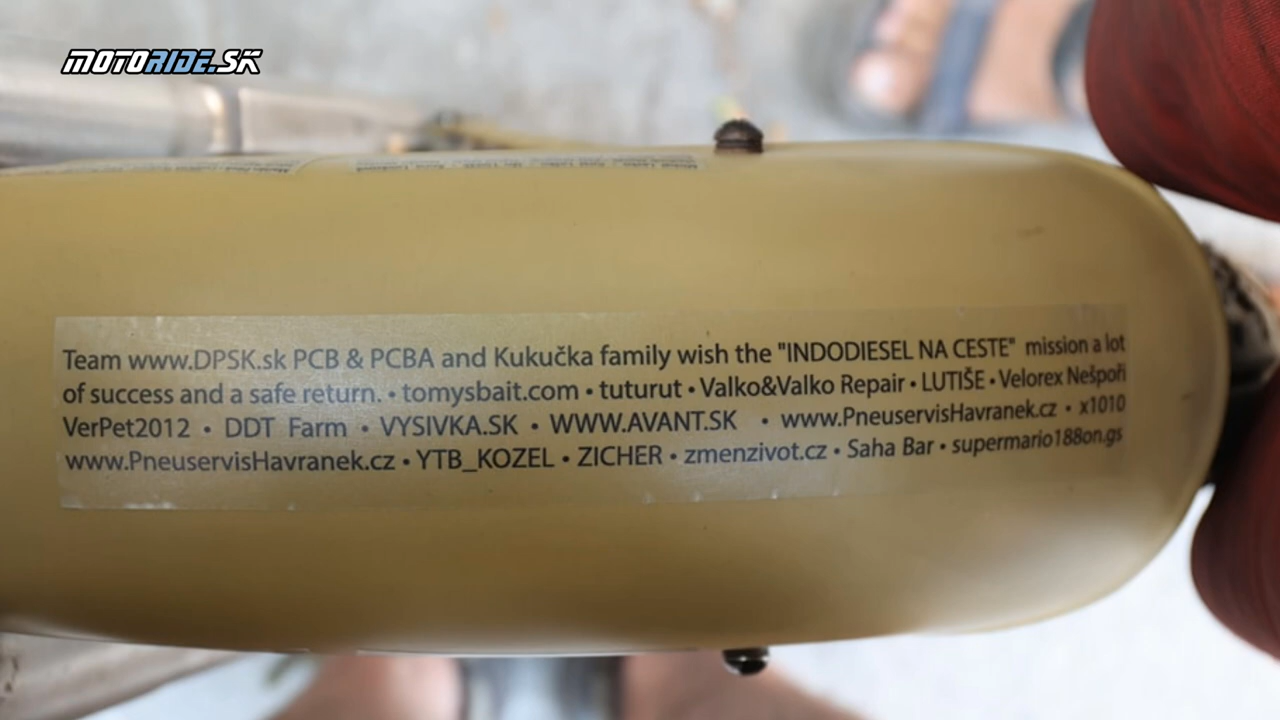 MOTORIDE.SK
Team www.DPSK.sk PCB & PCBA and Kukučka family wish the "INDODIESEL NA CESTE" mission a lot
of success and a safe return. • tomysbait.com • tuturut • Valko&Valko Repair • LUTIŠE • Velorex Nešpoři
VerPet2012 • DDT Farm • VYSIVKA.SK • WWW.AVANT.SK • www.PneuservisHavranek.cz • x1010
www.PneuservisHavranek.cz • YTB_KOZEL • ZICHER • zmenzivot.cz • Saha Bar • supermario188on.gs